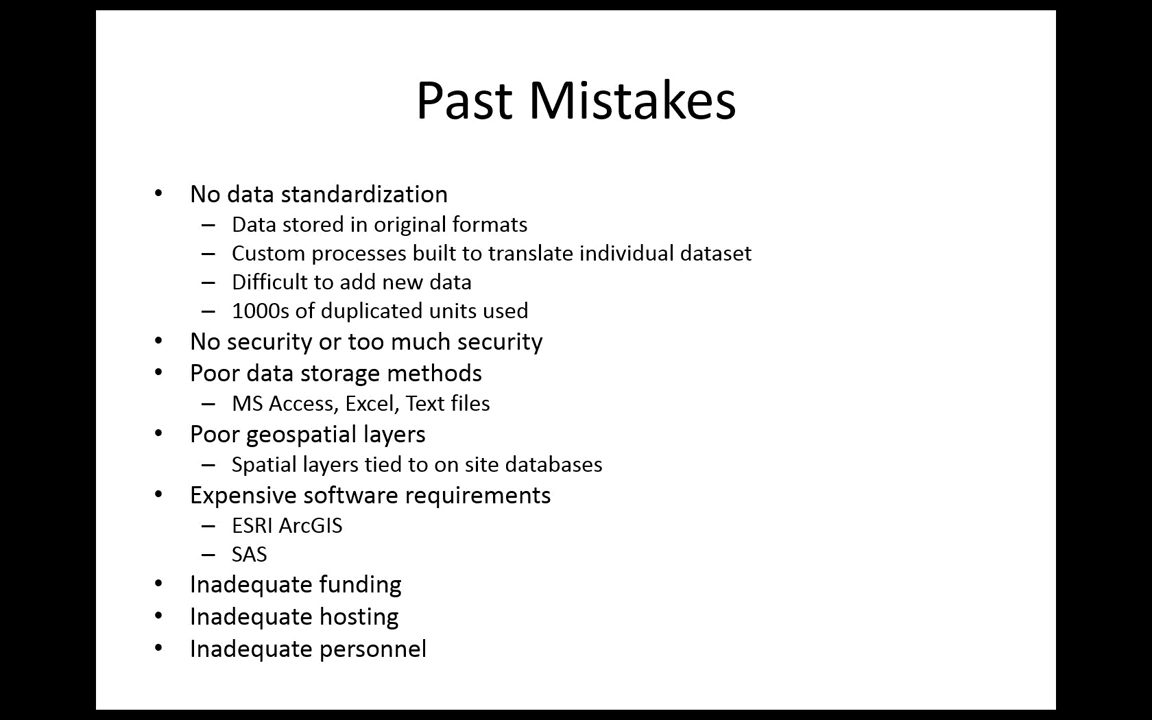 Past Mistakes
• No data standardization
– Data stored in original formats
– Custom processes built to translate individual dataset
– Difficult to add new data
– 1000s of duplicated units used
• No security or too much security
• Poor data storage methods
– MS Access, Excel, Text files
• Poor geospatial layers
– Spatial layers tied to on site databases
• Expensive software requirements
– ESRI ArcGIS
– SAS
• Inadequate funding
• Inadequate hosting
• Inadequate personnel